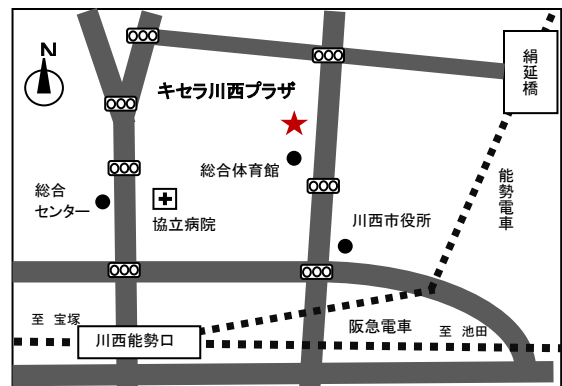 N
絹延橋
キセラ川西プラザ
総合体育館
能勢電車
総合
センター
協立病院
川西市役所
至 宝塚
川西能勢口
阪急電車
至 池田